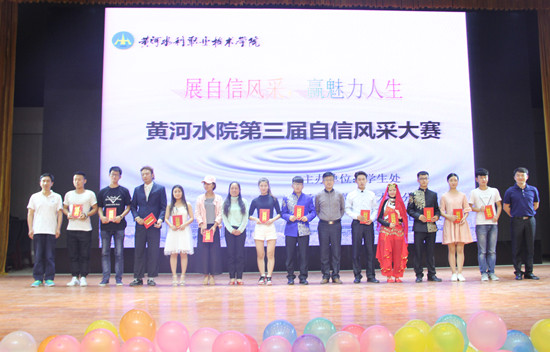 黄河水利职业技术学院
展自信风采 赢魅力人生
黄河水院第三届自信风采大赛
主办单位:学生处